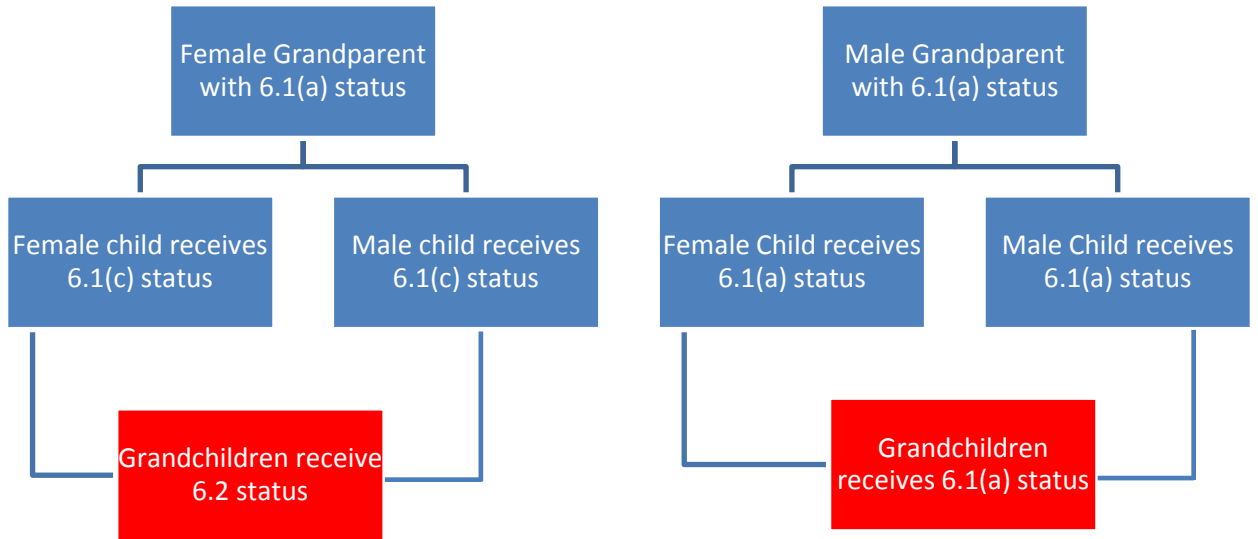 Female Grandparent
with 6.1(a) status
Male Grandparent
with 6.1(a) status
Female child receives
6.1(c) status
Male child receives
6.1(c) status
Female Child receives
6.1(a) status
Male Child receives
6.1(a) status
Grandchildren receive
6.2 status
Grandchildren
receives 6.1(a) status